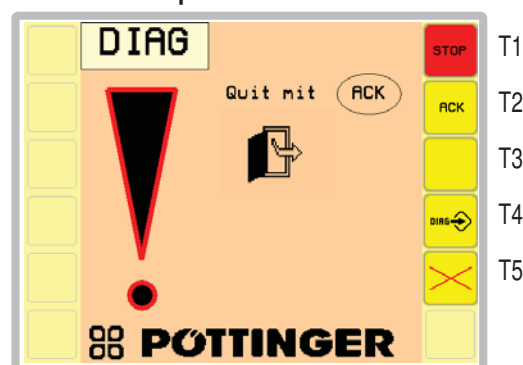 DIAG
Quit mit ACK
STOP
ACK
DIAG
PÖTTINGER
T1
T2
T3
T4
T5